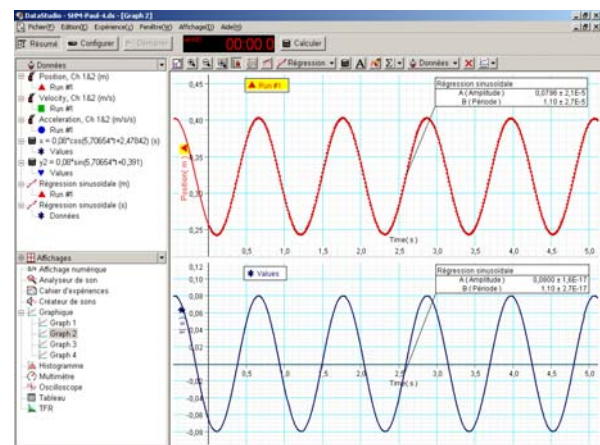 DataStudio - SHM-Paul-4.ds - [Graph 2]
Fichier(F) Edition(E) Expérience(x) Fenêtre(W) Affichage(D) Aide(H)
Résumé Configurer Démarrer 00:00.0 Calculer
Régression Σ Données
Données
Position, Ch 1&2 (m)
Run #1
Velocity, Ch 1&2 (m/s)
Run #1
Acceleration, Ch 1&2 (m/s/s)
Run #1
x = 0,08*cos(5,70654*t+2,47842) (s)
Values
y2 = 0,08*sin(5,70654*t+0,391)
Values
Régression sinusoïdale (m)
Run #1
Régression sinusoïdale (s)
Données
Affichages
Affichage numérique
Analyseur de son
Cahier d'expériences
Créateur de sons
Graphique
Graph 1
Graph 2
Graph 3
Graph 4
Histogramme
Multimètre
Oscilloscope
Tableau
TFR
Run #1
Régression sinusoïdale
A ( Amplitude ) 0,0796 ± 2,1E-5
B ( Période ) 1,10 ± 2,7E-5
0,45
0,40
0,35
0,30
0,25
Position( m )
Time( s )
0,5 1,0 1,5 2,0 2,5 3,0 3,5 4,0 4,5 5,0
Values
Régression sinusoïdale
A ( Amplitude ) 0,0800 ± 1,6E-17
B ( Période ) 1,10 ± 2,7E-17
0,12
0,10
0,08
0,06
0,04
0,02
-0,02
-0,04
-0,06
Time( s )
0,5 1,0 1,5 2,0 2,5 3,0 3,5 4,0 4,5 5,0